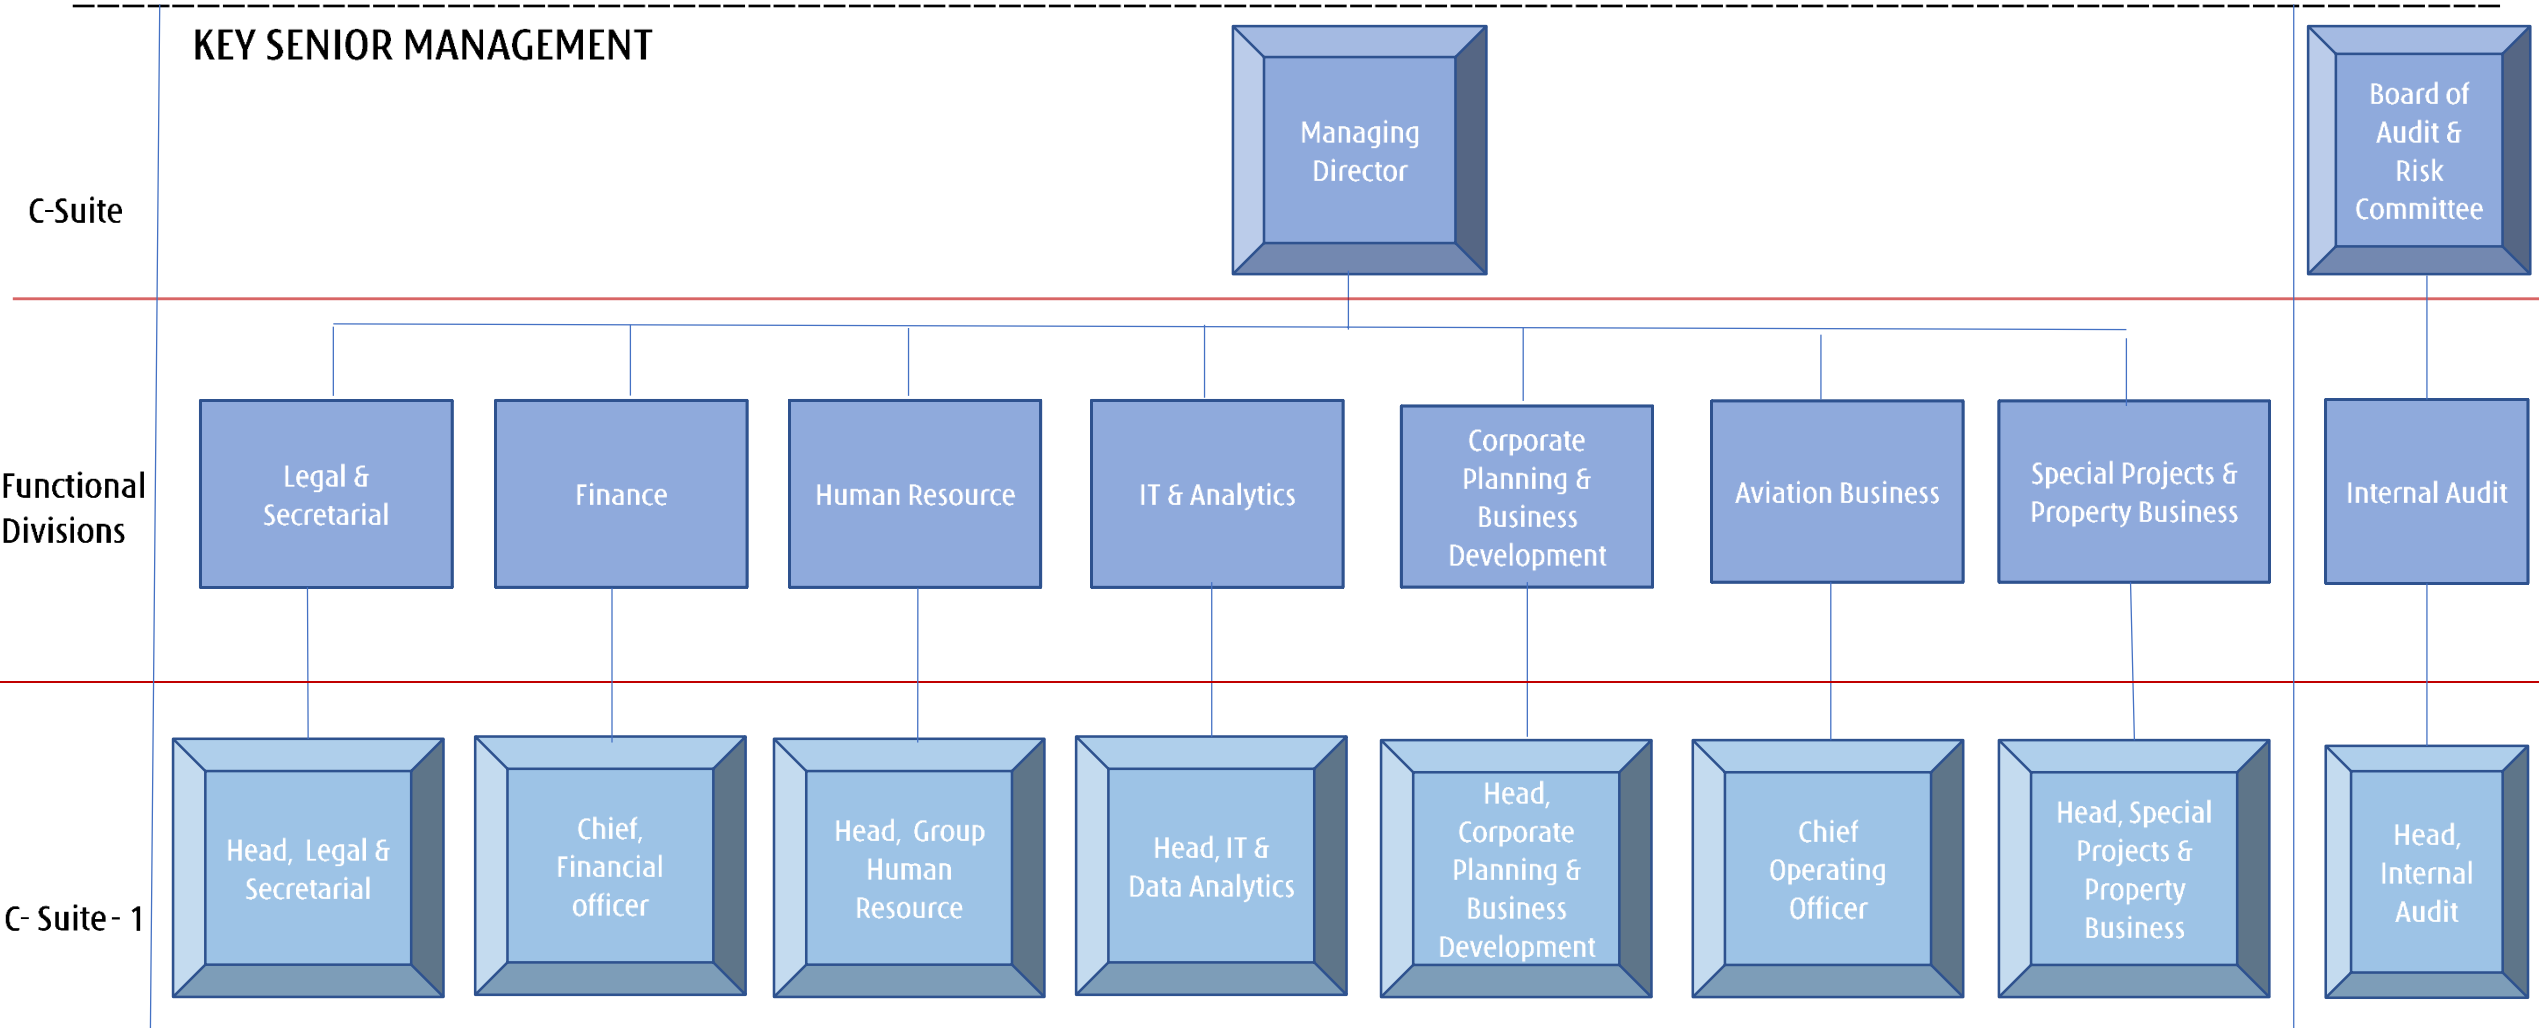 KEY SENIOR MANAGEMENT
C-Suite
Managing
Director
Board of
Audit &
Risk
Committee
Functional
Divisions
Legal &
Secretarial
Finance
Human Resource
IT & Analytics
Corporate
Planning &
Business
Development
Aviation Business
Special Projects &
Property Business
Internal Audit
C- Suite - 1
Head, Legal &
Secretarial
Chief,
Financial
officer
Head, Group
Human
Resource
Head, IT &
Data Analytics
Head,
Corporate
Planning &
Business
Development
Chief
Operating
Officer
Head, Special
Projects &
Property
Business
Head,
Internal
Audit